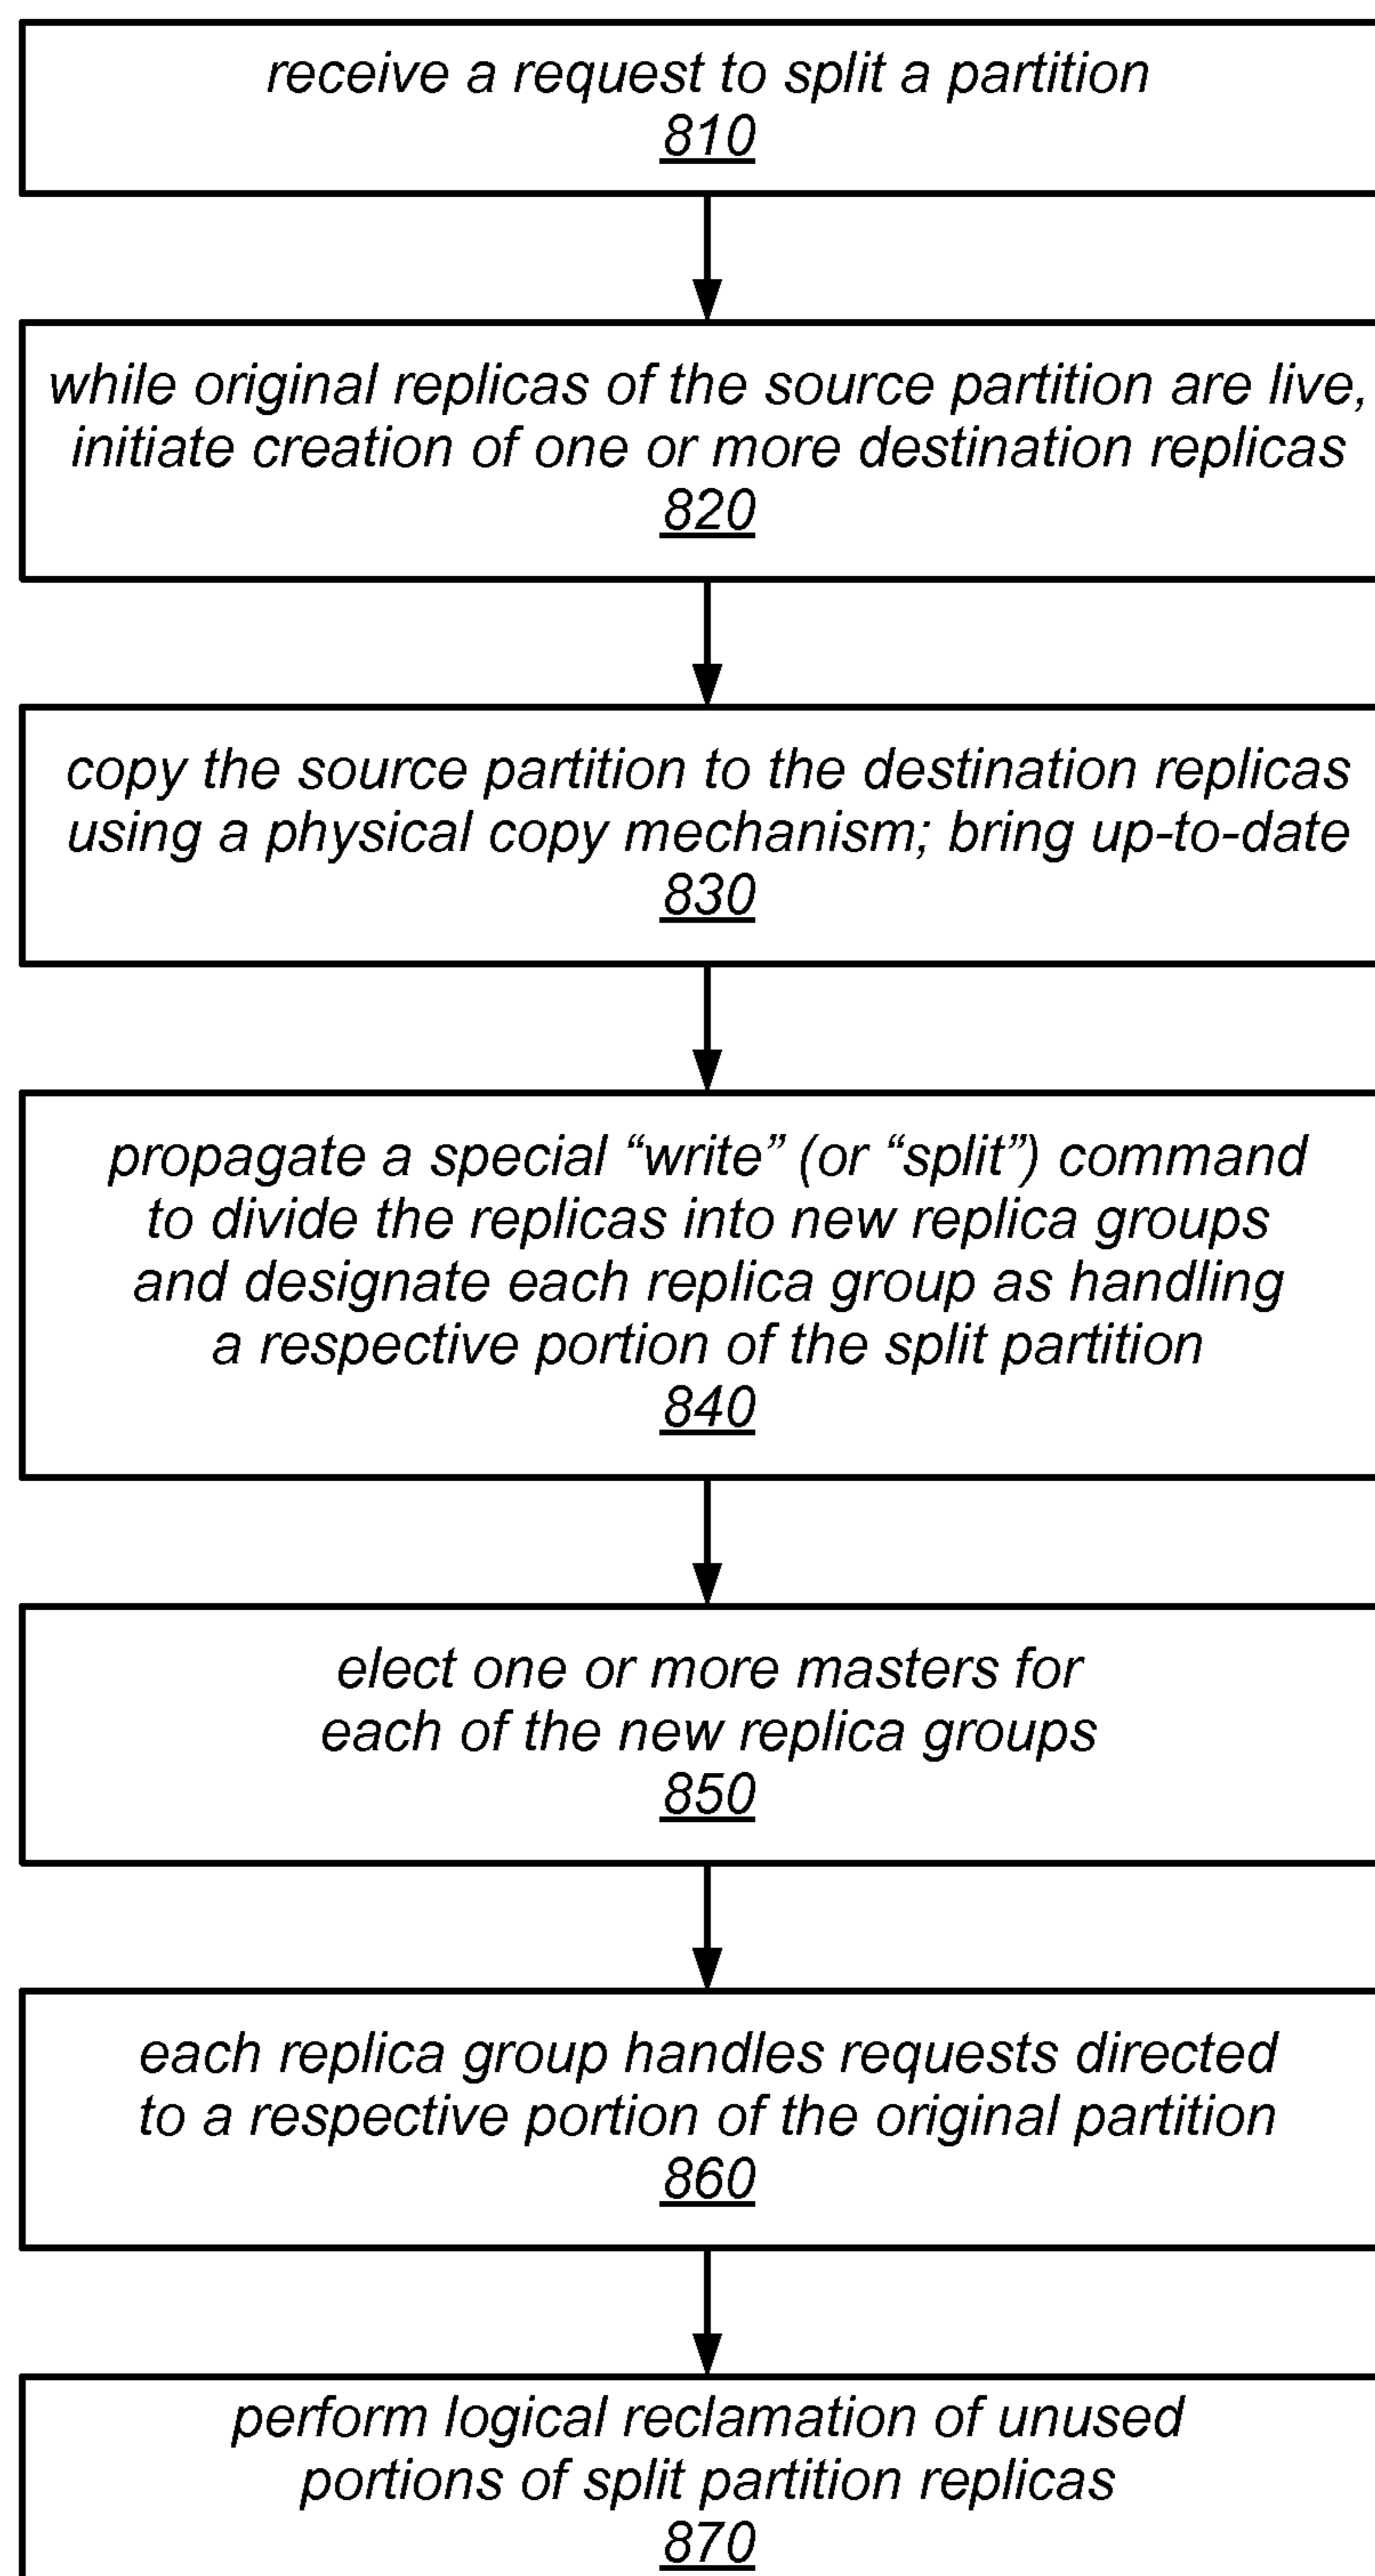 receive a request to split a partition
810
while original replicas of the source partition are live,
initiate creation of one or more destination replicas
820
copy the source partition to the destination replicas
using a physical copy mechanism; bring up-to-date
830
propagate a special “write” (or “split”) command
to divide the replicas into new replica groups
and designate each replica group as handling
a respective portion of the split partition
840
elect one or more masters for
each of the new replica groups
850
each replica group handles requests directed
to a respective portion of the original partition
860
perform logical reclamation of unused
portions of split partition replicas
870